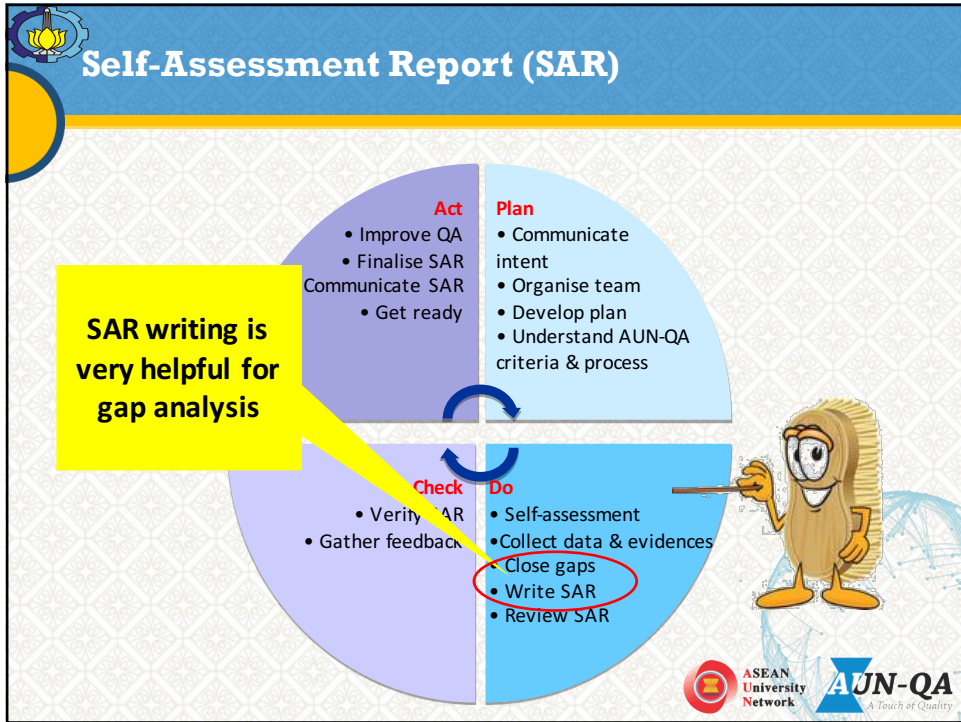 Self-Assessment Report (SAR)
Act
• Improve QA
• Finalise SAR
Communicate SAR
• Get ready
Plan
• Communicate
intent
• Organise team
• Develop plan
• Understand AUN-QA
criteria & process
SAR writing is
very helpful for
gap analysis
Check
• Verify SAR
• Gather feedback
Do
• Self-assessment
•Collect data & evidences
• Close gaps
• Write SAR
• Review SAR
ASEAN
University
Network
AUN-QA
A Touch of Quality